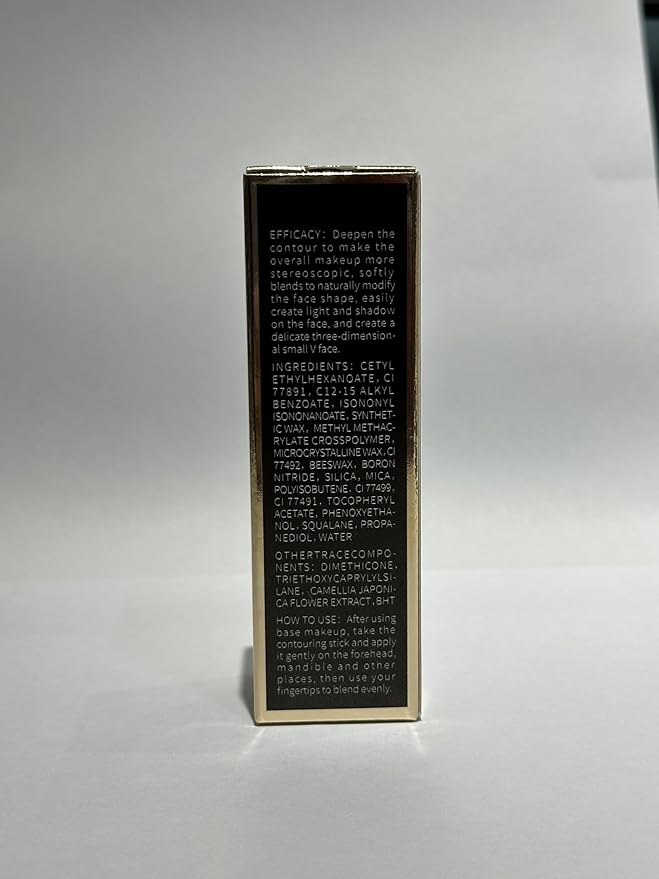 EFFICACY: Deepen the
contour to make the
overall makeup more
stereoscopic, softly
blends to naturally modify
the face shape, easily
create light and shadow
on the face, and create a
delicate three-dimension-
al small V face.
INGREDIENTS: CETYL
ETHYLHEXANOATE, CI
77891, C12-15 ALKYL
BENZOATE, ISONONYL
ISONONANOATE, SYNTHET-
IC WAX, METHYL METHAC-
RYLATE CROSSPOLYMER,
MICROCRYSTALLINE WAX, CI
77492, BEESWAX, BORON
NITRIDE, SILICA, MICA,
POLYISOBUTENE, CI 77499,
CI 77491, TOCOPHERYL
ACETATE, PHENOXYETHA-
NOL, SQUALANE, PROPA-
NEDIOL, WATER
OTHERTRACECOMPO-
NENTS: DIMETHICONE,
TRIETHOXYCAPRYLYLSI-
LANE, CAMELLIA JAPONI-
CA FLOWER EXTRACT, BHT
HOW TO USE: After using
base makeup, take the
contouring stick and apply
it gently on the forehead,
mandible and other
places, then use your
fingertips to blend evenly.